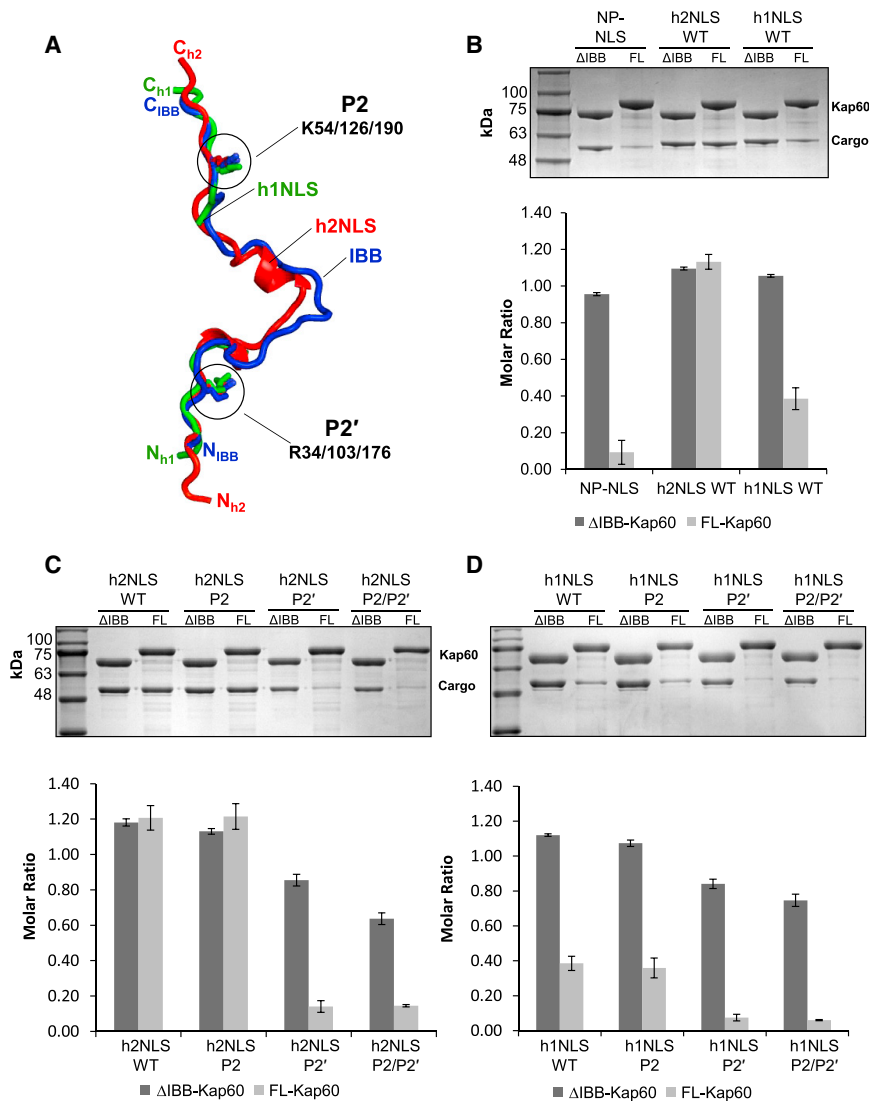 A
C_h2
C_h1
C_IBB
P2
K54/126/190
h1NLS
h2NLS
IBB
P2′
R34/103/176
N_h1
N_IBB
N_h2
B
NP-NLS h2NLS WT h1NLS WT
ΔIBB FL ΔIBB FL ΔIBB FL
kDa
100
75
63
48
Kap60
Cargo
Molar Ratio
1.40
1.20
1.00
0.80
0.60
0.40
0.20
0.00
NP-NLS h2NLS WT h1NLS WT
ΔIBB-Kap60 FL-Kap60
C
h2NLS h2NLS h2NLS h2NLS
WT P2 P2′ P2/P2′
ΔIBB FL ΔIBB FL ΔIBB FL ΔIBB FL
kDa
100
75
63
48
Kap60
Cargo
Molar Ratio
1.40
1.20
1.00
0.80
0.60
0.40
0.20
0.00
h2NLS h2NLS h2NLS h2NLS
WT P2 P2′ P2/P2′
ΔIBB-Kap60 FL-Kap60
D
h1NLS h1NLS h1NLS h1NLS
WT P2 P2′ P2/P2′
ΔIBB FL ΔIBB FL ΔIBB FL ΔIBB FL
Molar Ratio
1.40
1.20
1.00
0.80
0.60
0.40
0.20
0.00
h1NLS h1NLS h1NLS h1NLS
WT P2 P2′ P2/P2′
ΔIBB-Kap60 FL-Kap60